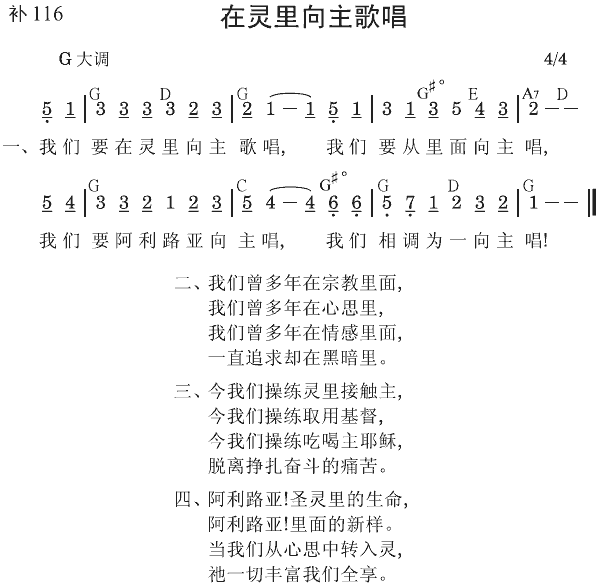 补116
在灵里向主歌唱
G大调 4/4
G D G G♯° E A7 D
5 1 | 3 3 3 3 2 3 | 2 1 – 1 5 1 | 3 1 3 5 4 3 | 2 – –
一、我们 要在灵里向主 歌唱, 我们 要从里面向主 唱,
G C G♯° G D G
5 4 | 3 3 2 1 2 3 | 5 4 – 4 6 6 | 5 7 1 2 3 2 | 1 – –
我们 要阿利路亚向 主唱, 我们 相调为一向主 唱!
二、我们曾多年在宗教里面,
我们曾多年在心思里,
我们曾多年在情感里面,
一直追求却在黑暗里。
三、今我们操练灵里接触主,
今我们操练取用基督,
今我们操练吃喝主耶稣,
脱离挣扎奋斗的痛苦。
四、阿利路亚!圣灵里的生命,
阿利路亚!里面的新样。
当我们从心思中转入灵,
祂一切丰富我们全享。